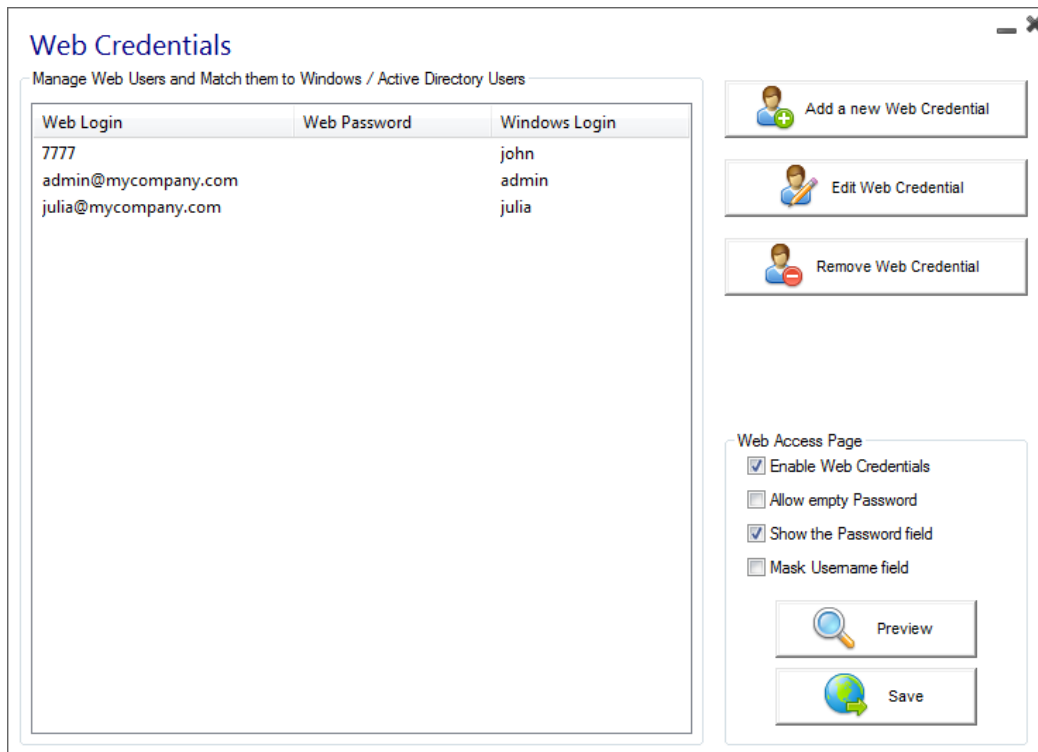 Web Credentials
Manage Web Users and Match them to Windows / Active Directory Users
Web Login Web Password Windows Login
7777 john
admin@mycompany.com admin
julia@mycompany.com julia
Add a new Web Credential
Edit Web Credential
Remove Web Credential
Web Access Page
Enable Web Credentials
Allow empty Password
Show the Password field
Mask Username field
Preview
Save